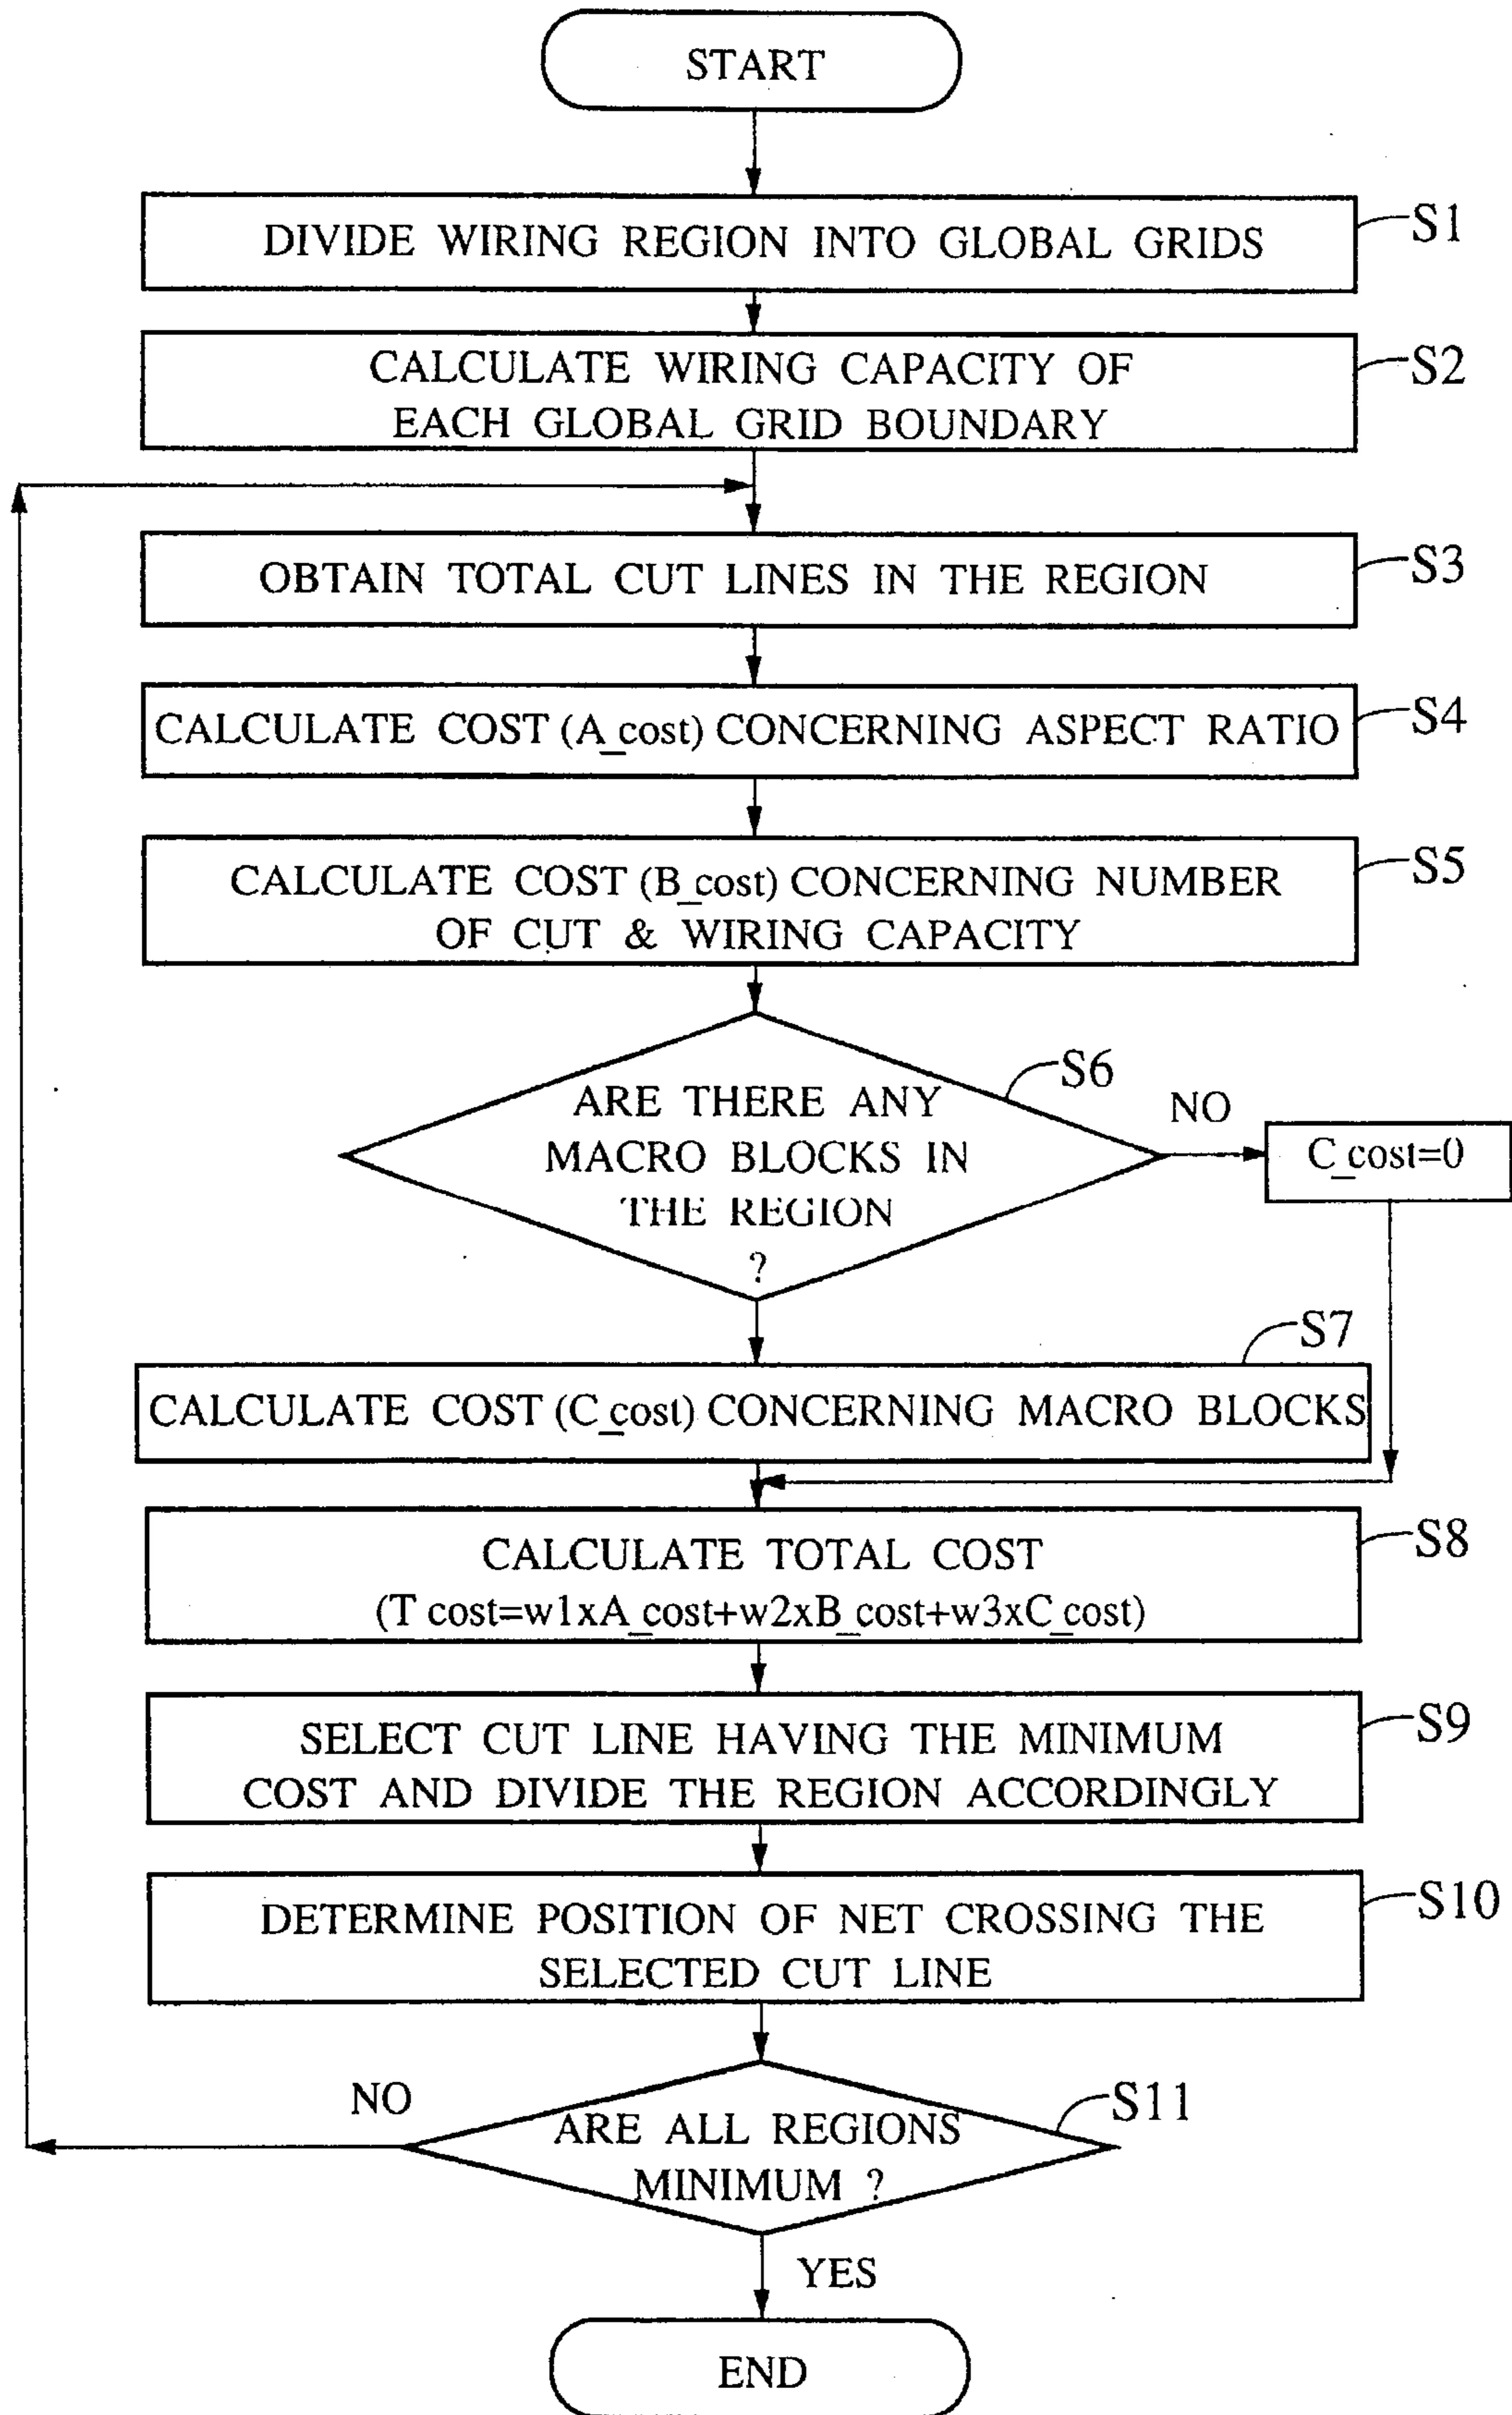 START
DIVIDE WIRING REGION INTO GLOBAL GRIDS
S1
CALCULATE WIRING CAPACITY OF
EACH GLOBAL GRID BOUNDARY
S2
OBTAIN TOTAL CUT LINES IN THE REGION
S3
CALCULATE COST (A_cost) CONCERNING ASPECT RATIO
S4
CALCULATE COST (B_cost) CONCERNING NUMBER
OF CUT & WIRING CAPACITY
S5
ARE THERE ANY
MACRO BLOCKS IN
THE REGION
?
S6
NO
C_cost=0
S7
CALCULATE COST (C_cost) CONCERNING MACRO BLOCKS
CALCULATE TOTAL COST
(T cost=w1xA_cost+w2xB_cost+w3xC_cost)
S8
SELECT CUT LINE HAVING THE MINIMUM
COST AND DIVIDE THE REGION ACCORDINGLY
S9
DETERMINE POSITION OF NET CROSSING THE
SELECTED CUT LINE
S10
NO
ARE ALL REGIONS
MINIMUM ?
S11
YES
END